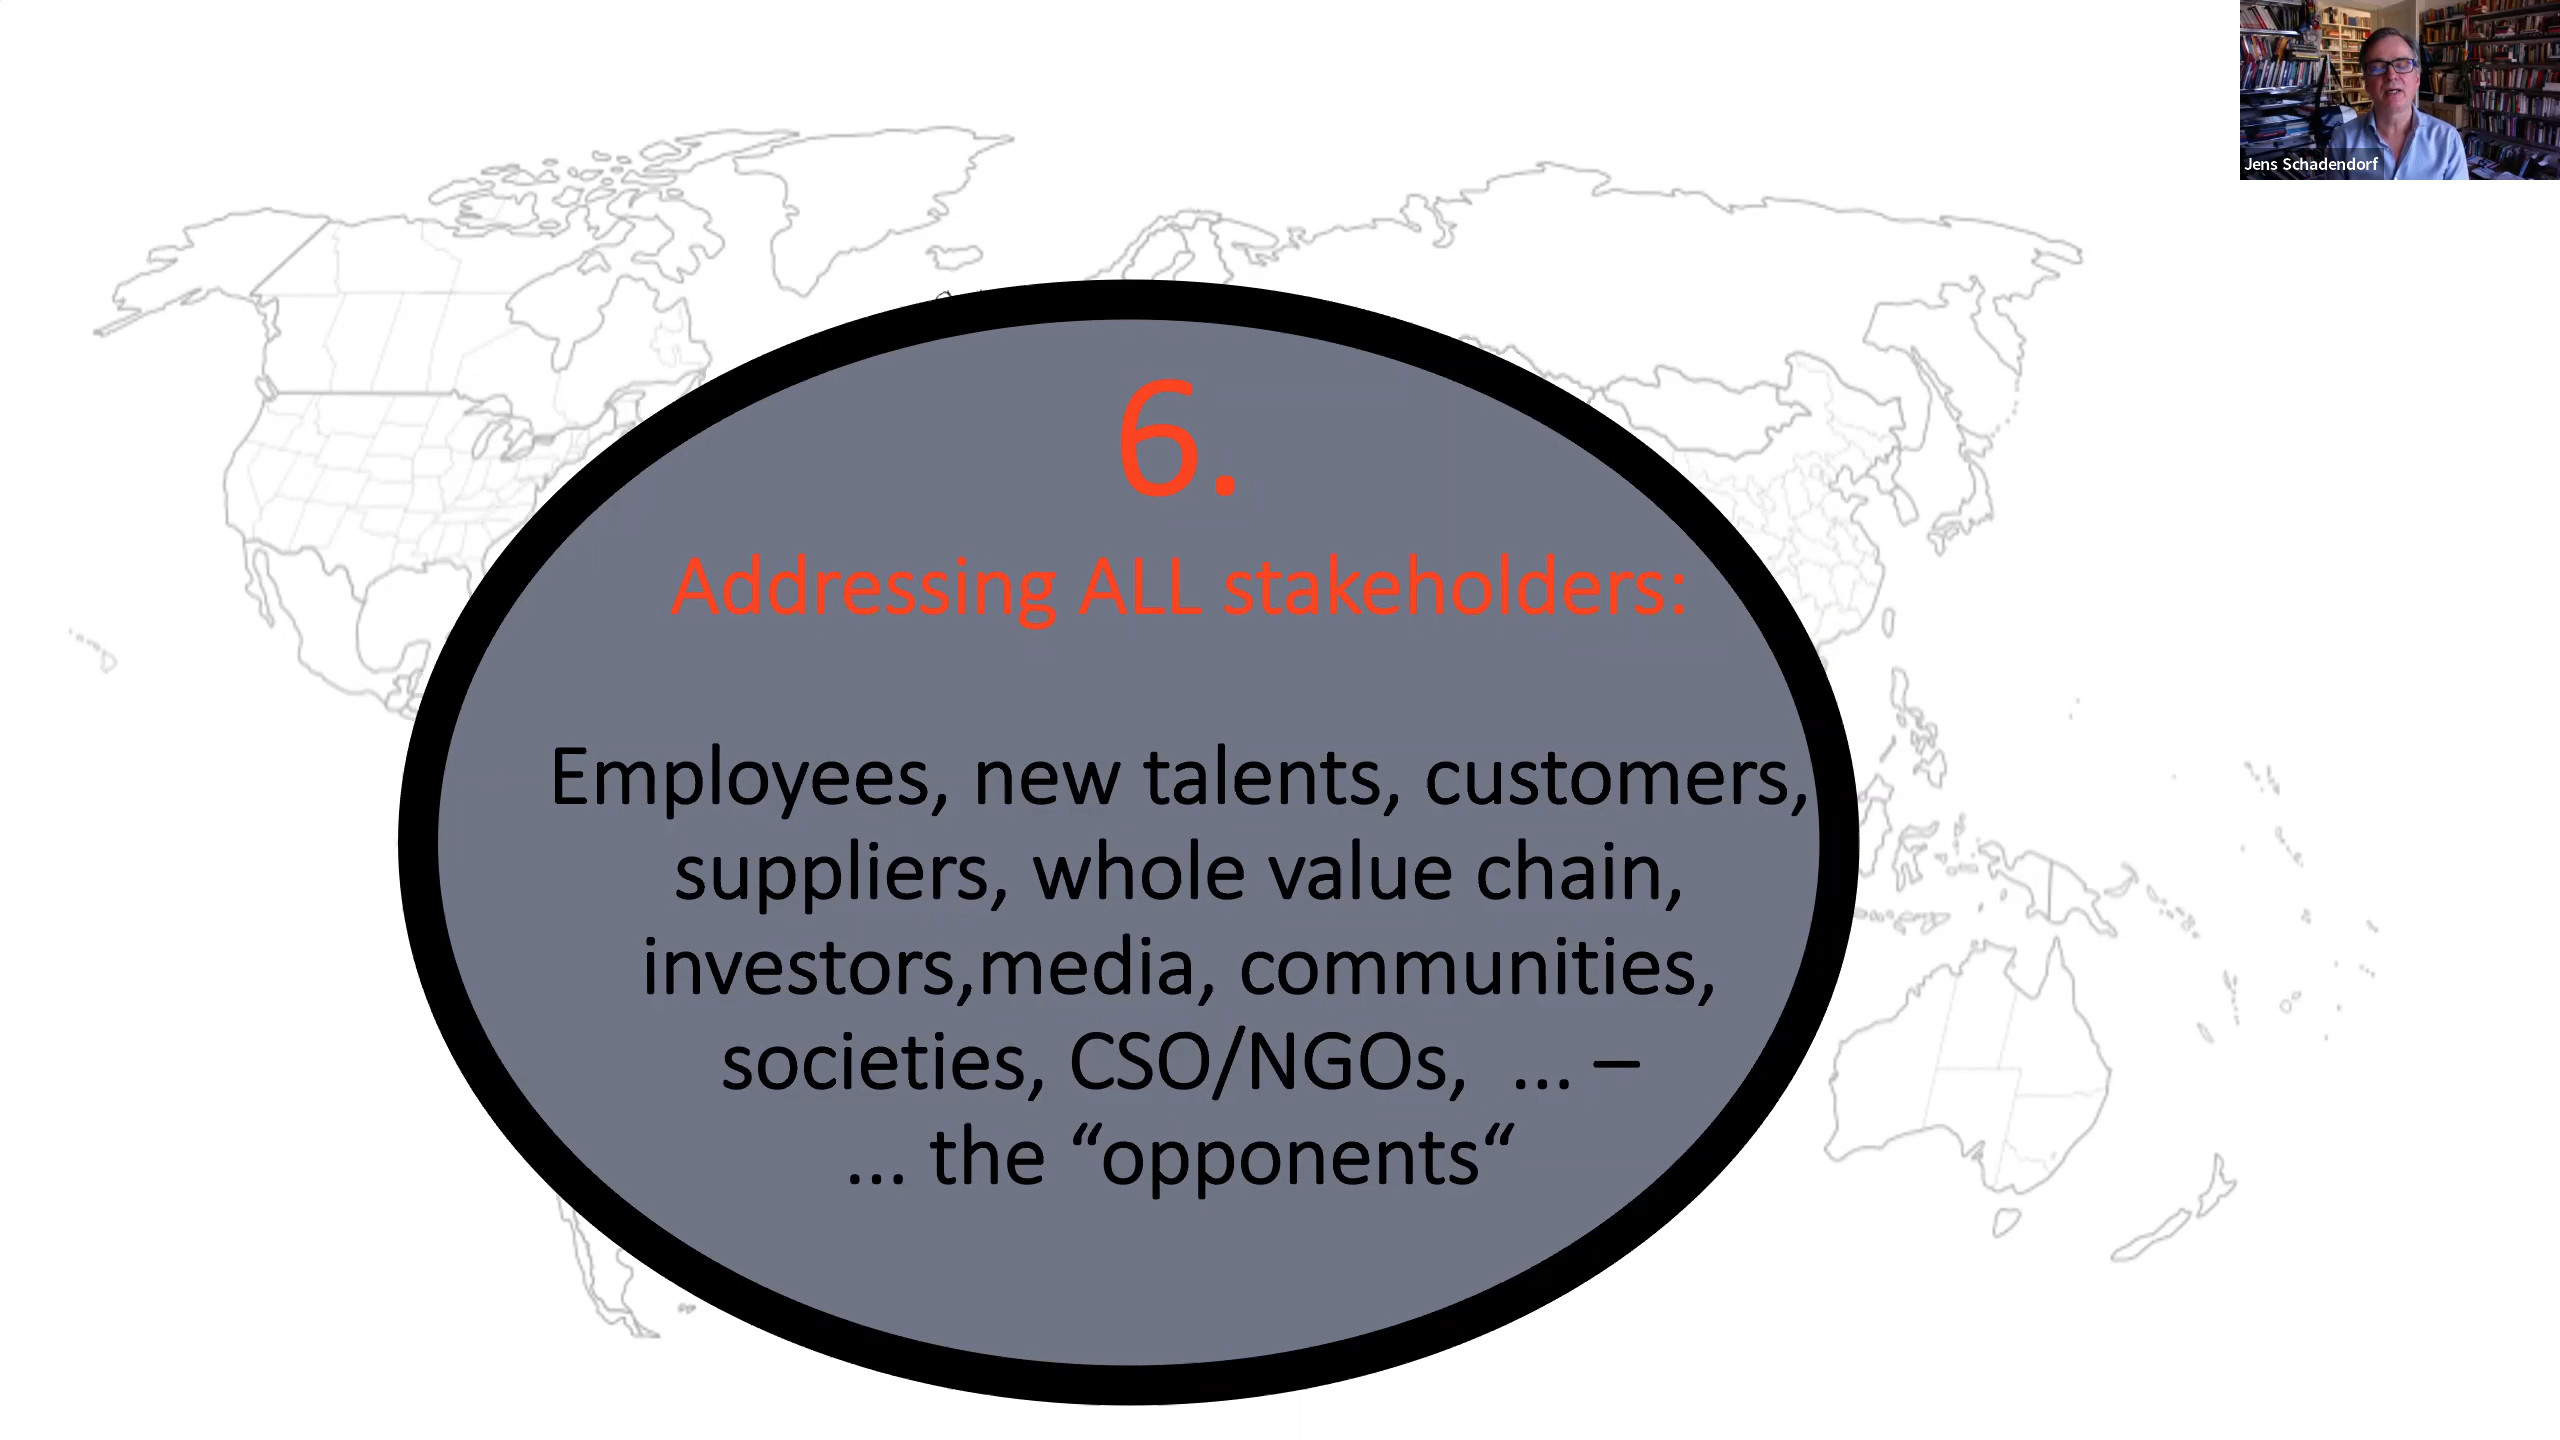 Jens Schadendorf
6.
Addressing ALL stakeholders:
Employees, new talents, customers,
suppliers, whole value chain,
investors,media, communities,
societies, CSO/NGOs,  ... –
... the “opponents“